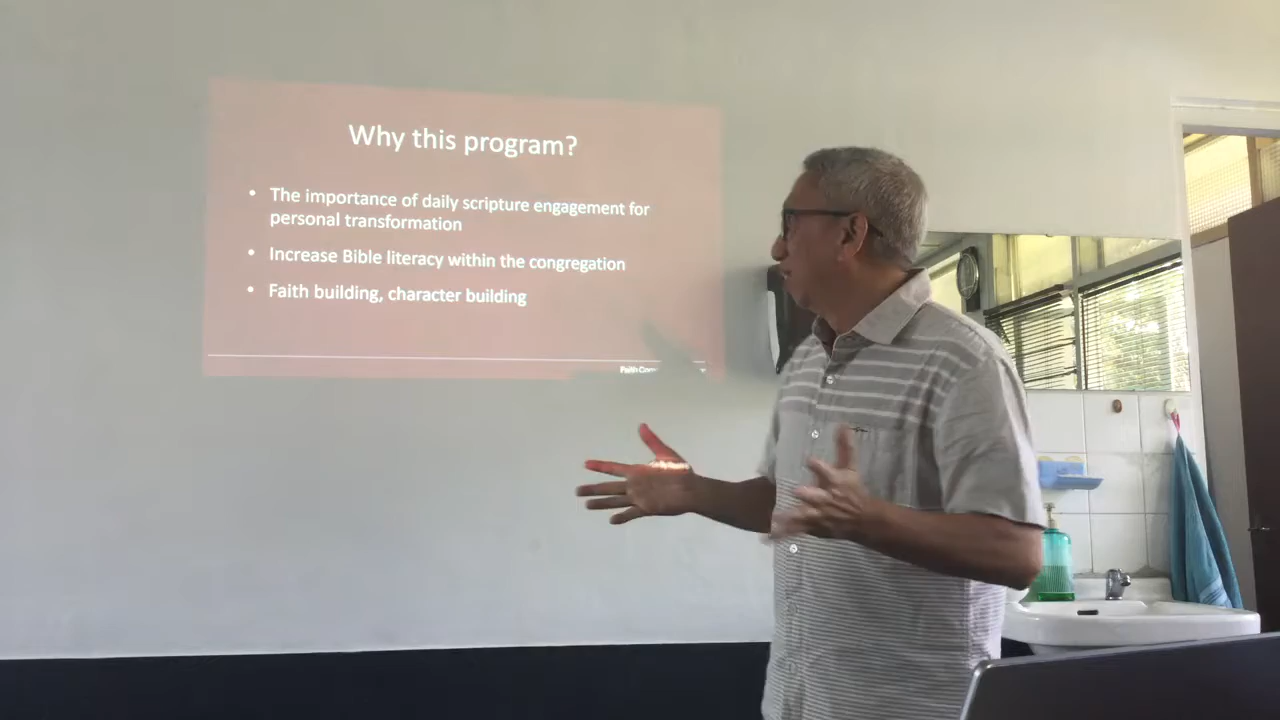 Why this program?
• The importance of daily scripture engagement for
personal transformation
• Increase Bible literacy within the congregation
• Faith building, character building
Faith